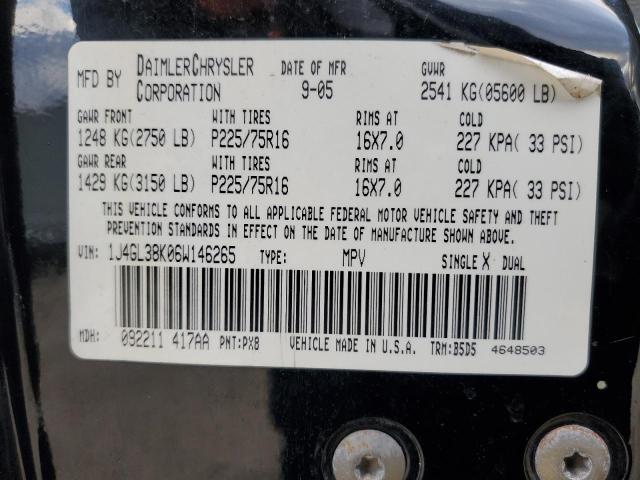 MFD BY DAIMLERCHRYSLER CORPORATION DATE OF MFR 9-05 GVWR 2541 KG(05600 LB)
GAWR FRONT WITH TIRES RIMS AT COLD
1248 KG(2750 LB) P225/75R16 16X7.0 227 KPA( 33 PSI)
GAWR REAR WITH TIRES RIMS AT COLD
1429 KG(3150 LB) P225/75R16 16X7.0 227 KPA( 33 PSI)
THIS VEHICLE CONFORMS TO ALL APPLICABLE FEDERAL MOTOR VEHICLE SAFETY AND THEFT
PREVENTION STANDARDS IN EFFECT ON THE DATE OF MANUFACTURE SHOWN ABOVE.
VIN: 1J4GL38K06W146265 TYPE: MPV SINGLE X DUAL
MDH: 092211 417AA PNT:PX8 VEHICLE MADE IN U.S.A. TRM:B5D5 4648503